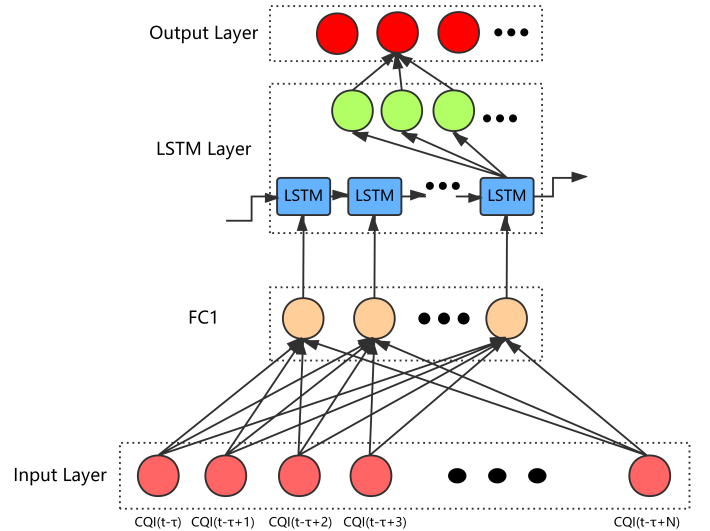 Output Layer
LSTM Layer
LSTM LSTM LSTM
FC1
Input Layer
CQI(t-τ) CQI(t-τ+1) CQI(t-τ+2) CQI(t-τ+3) CQI(t-τ+N)